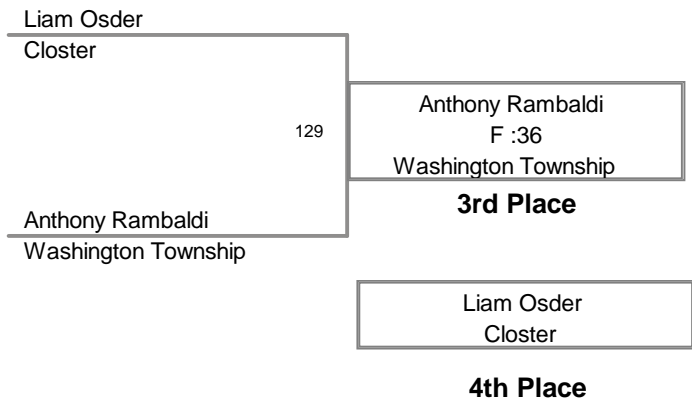 Liam Osder
Closter
129
Anthony Rambaldi
F :36
Washington Township
3rd Place
Anthony Rambaldi
Washington Township
Liam Osder
Closter
4th Place